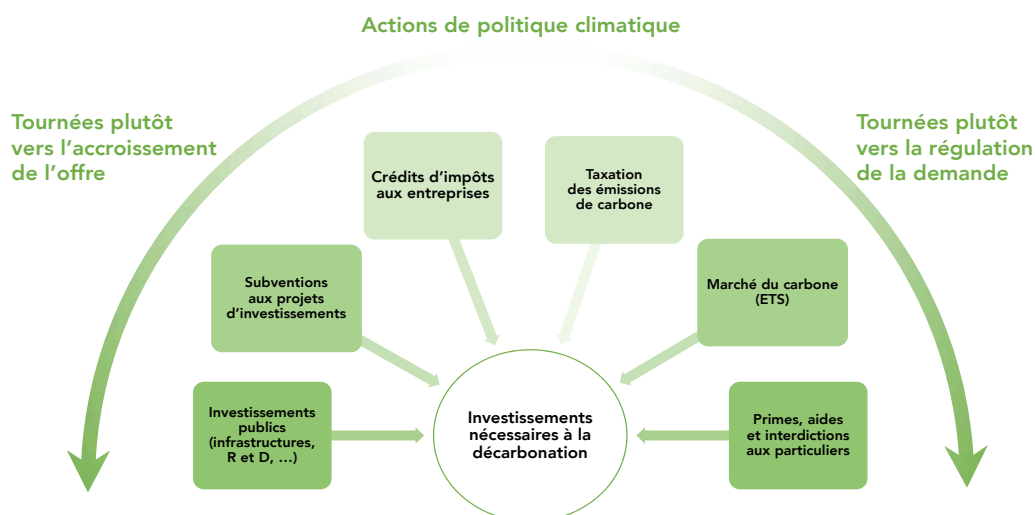 Actions de politique climatique
Tournées plutôt
vers l'accroissement
de l'offre
Tournées plutôt
vers la régulation
de la demande
Crédits d'impôts
aux entreprises
Taxation
des émissions
de carbone
Subventions
aux projets
d'investissements
Marché du carbone
(ETS)
Investissements
publics
(infrastructures,
R et D, ...)
Investissements
nécessaires à la
décarbonation
Primes, aides
et interdictions
aux particuliers